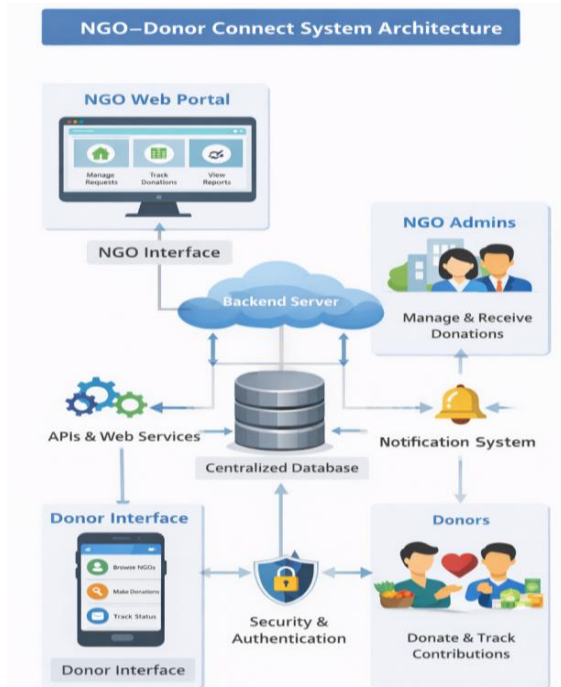 NGO–Donor Connect System Architecture
NGO Web Portal
Manage
Requests
Track
Donations
View
Reports
NGO Interface
NGO Admins
Manage & Receive
Donations
Backend Server
APIs & Web Services
Centralized Database
Notification System
Donor Interface
Browse NGOs
Make Donations
Track Status
Donor Interface
Security &
Authentication
Donors
Donate & Track
Contributions